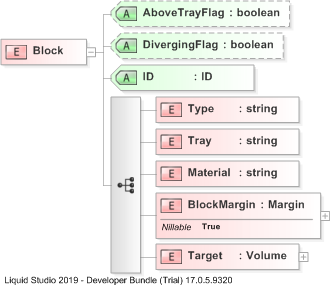 A AboveTrayFlag : boolean
E Block
A DivergingFlag : boolean
A ID : ID
E Type : string
E Tray : string
E Material : string
E BlockMargin : Margin
Nillable True
E Target : Volume
Liquid Studio 2019 - Developer Bundle (Trial) 17.0.5.9320